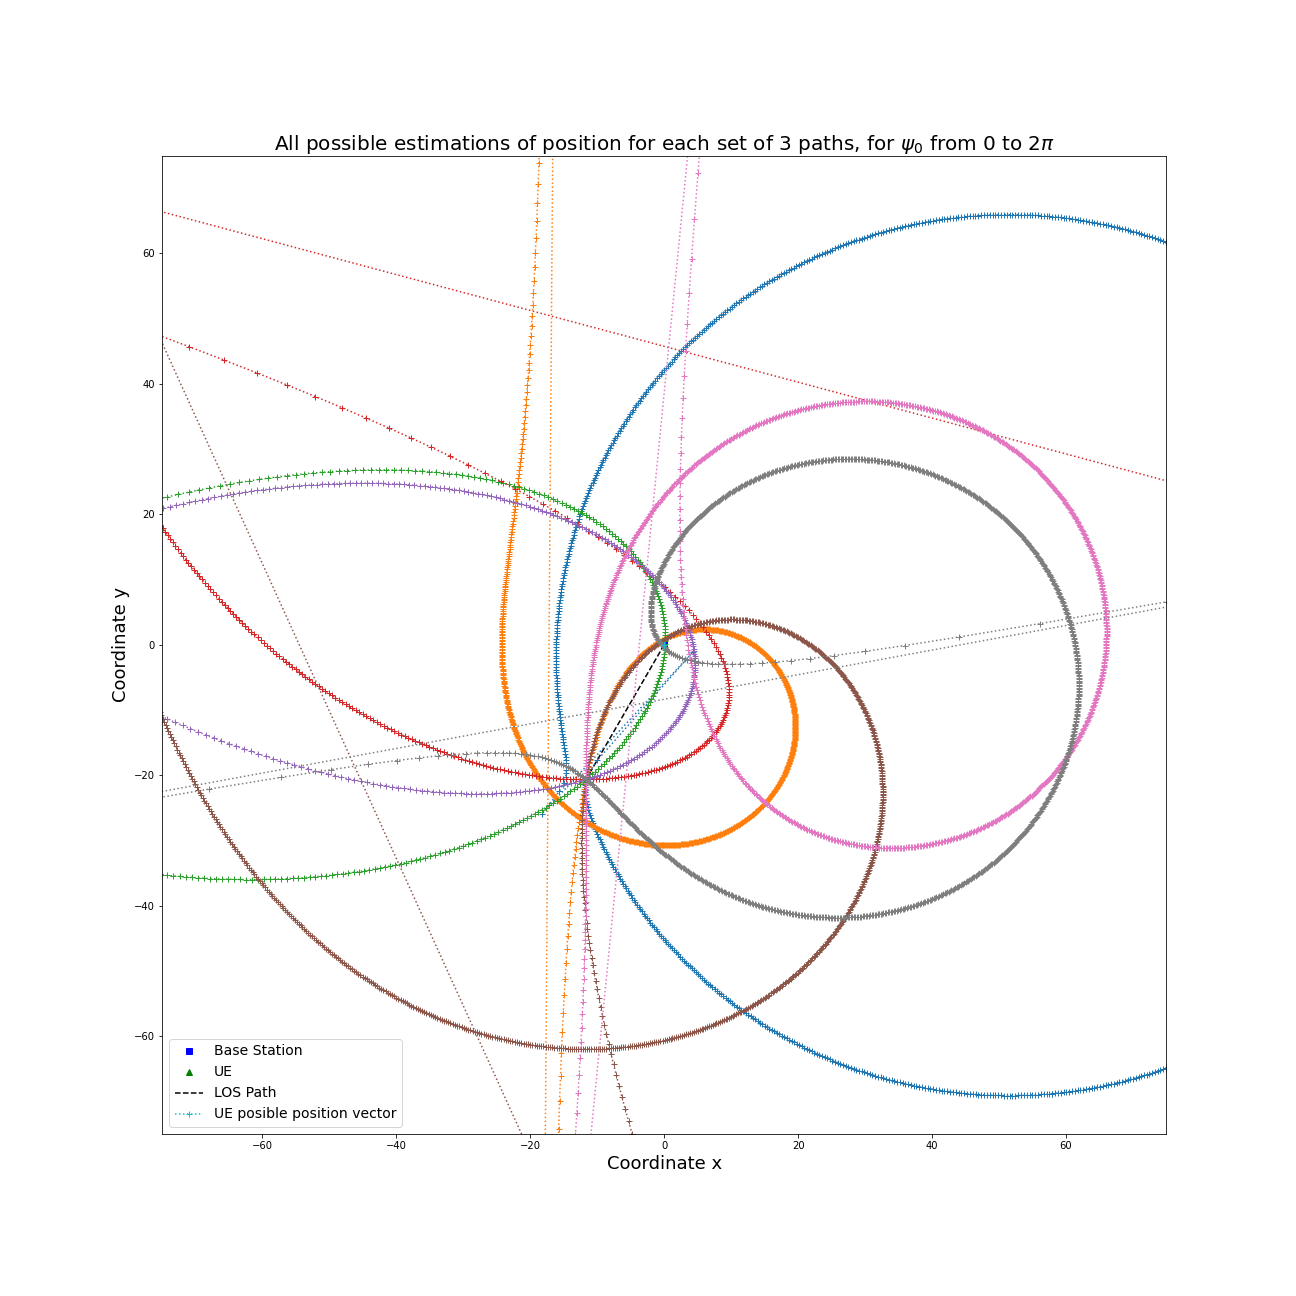 All possible estimations of position for each set of 3 paths, for ψ₀ from 0 to 2π
60
40
20
0
−20
−40
−60
Coordinate y
Base Station
UE
LOS Path
UE posible position vector
−60 −40 −20 0 20 40 60
Coordinate x